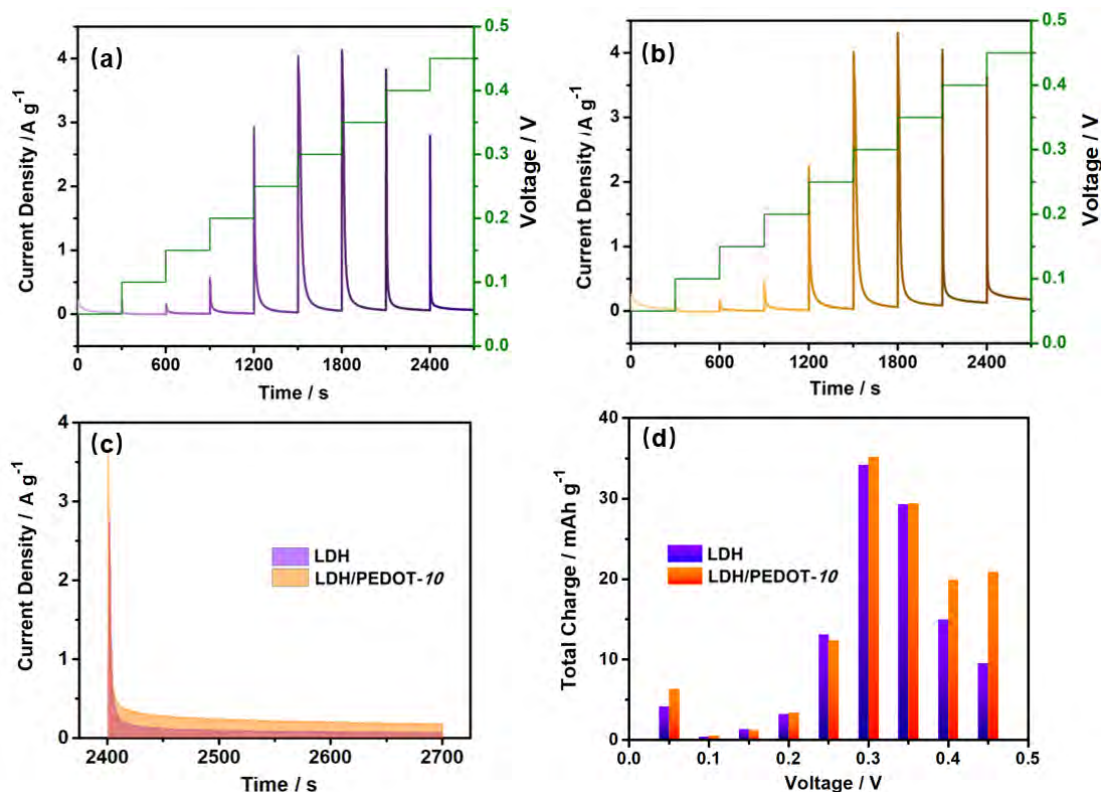 (a)
Current Density / A g⁻¹
4
3
2
1
0
0 600 1200 1800 2400
Time / s
0.5
0.4
0.3
0.2
0.1
0.0
Voltage / V
(b)
Current Density / A g⁻¹
4
3
2
1
0
0 600 1200 1800 2400
Time / s
0.5
0.4
0.3
0.2
0.1
0.0
Voltage / V
(c)
Current Density / A g⁻¹
4
3
2
1
0
LDH
LDH/PEDOT-10
2400 2500 2600 2700
Time / s
(d)
Total Charge / mAh g⁻¹
40
30
20
10
0
LDH
LDH/PEDOT-10
0.0 0.1 0.2 0.3 0.4 0.5
Voltage / V